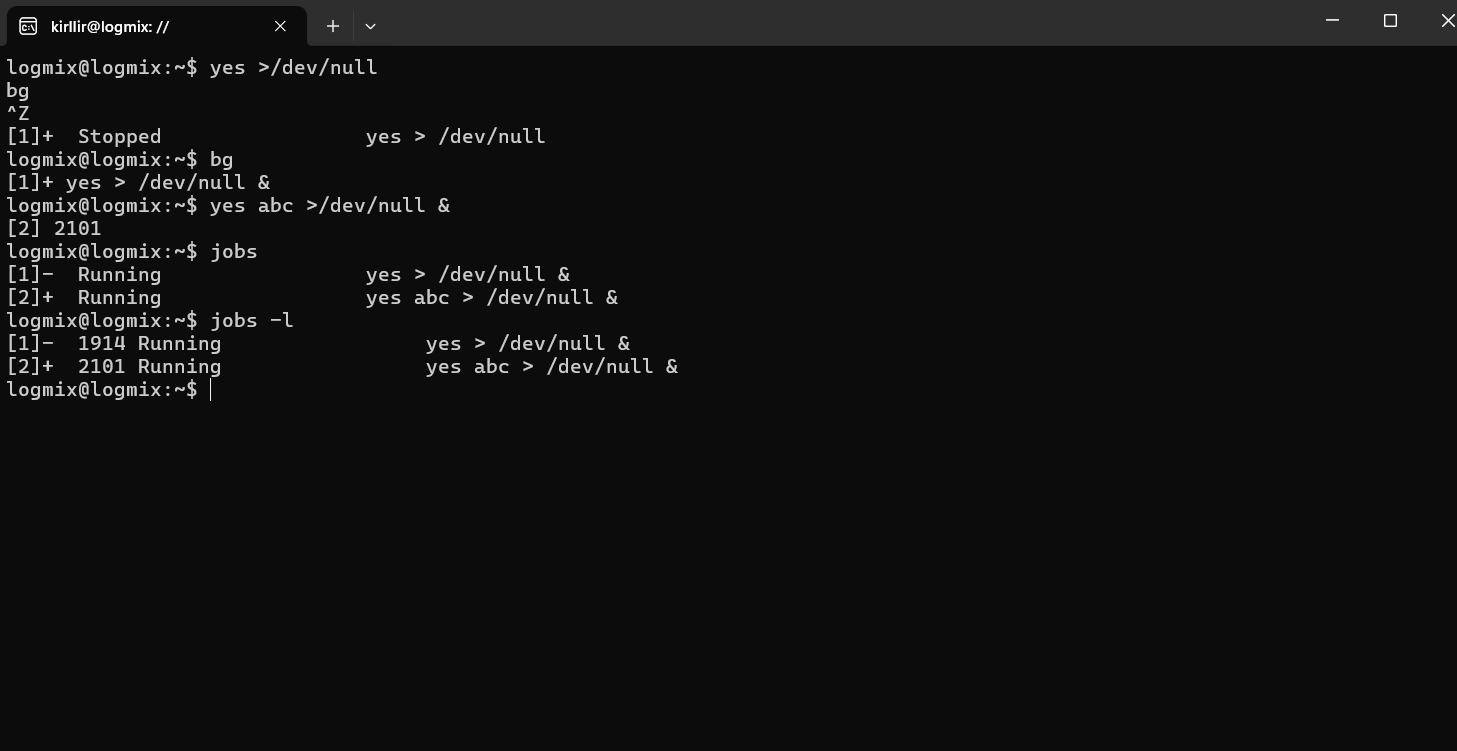 kirllir@logmix: //
logmix@logmix:~$ yes >/dev/null
bg
^Z
[1]+  Stopped                 yes > /dev/null
logmix@logmix:~$ bg
[1]+ yes > /dev/null &
logmix@logmix:~$ yes abc >/dev/null &
[2] 2101
logmix@logmix:~$ jobs
[1]-  Running                 yes > /dev/null &
[2]+  Running                 yes abc > /dev/null &
logmix@logmix:~$ jobs -l
[1]-  1914 Running                 yes > /dev/null &
[2]+  2101 Running                 yes abc > /dev/null &
logmix@logmix:~$